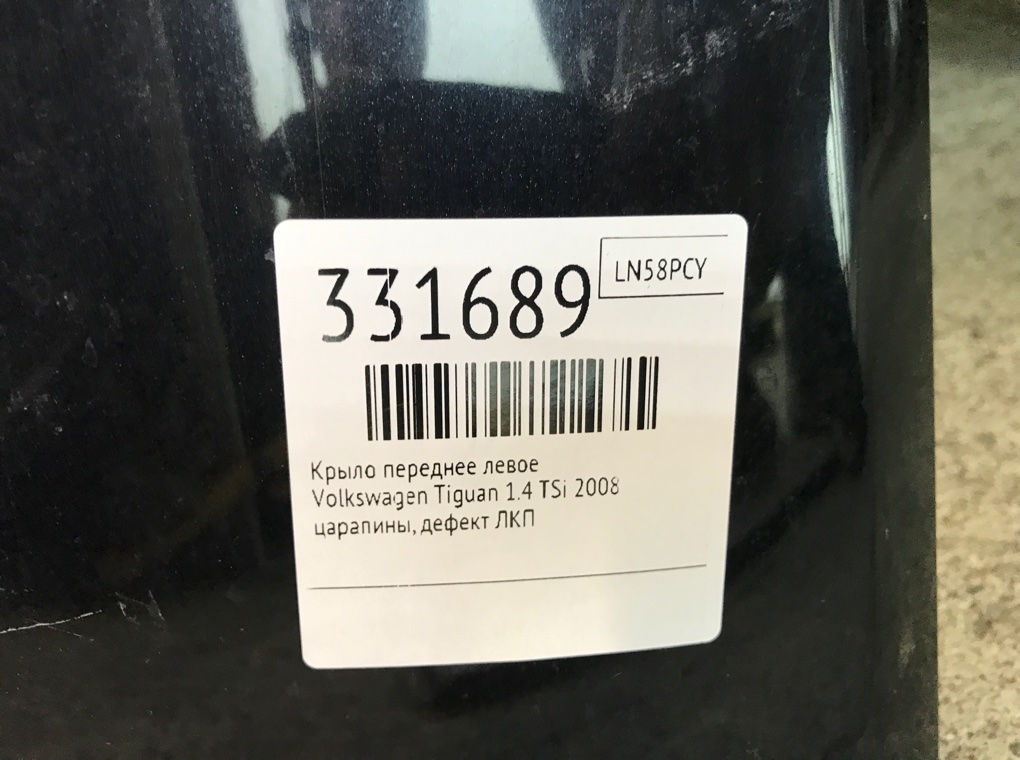 331689
LN58PCY
Крыло переднее левое
Volkswagen Tiguan 1.4 TSi 2008
царапины, дефект ЛКП